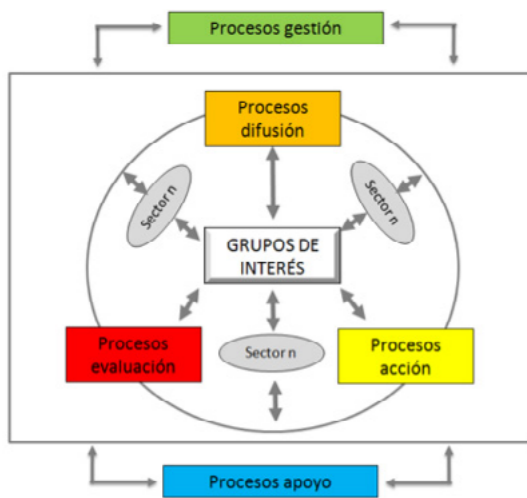 Procesos gestión
Procesos
difusión
Sector n
Sector n
GRUPOS DE
INTERÉS
Procesos
evaluación
Sector n
Procesos
acción
Procesos apoyo